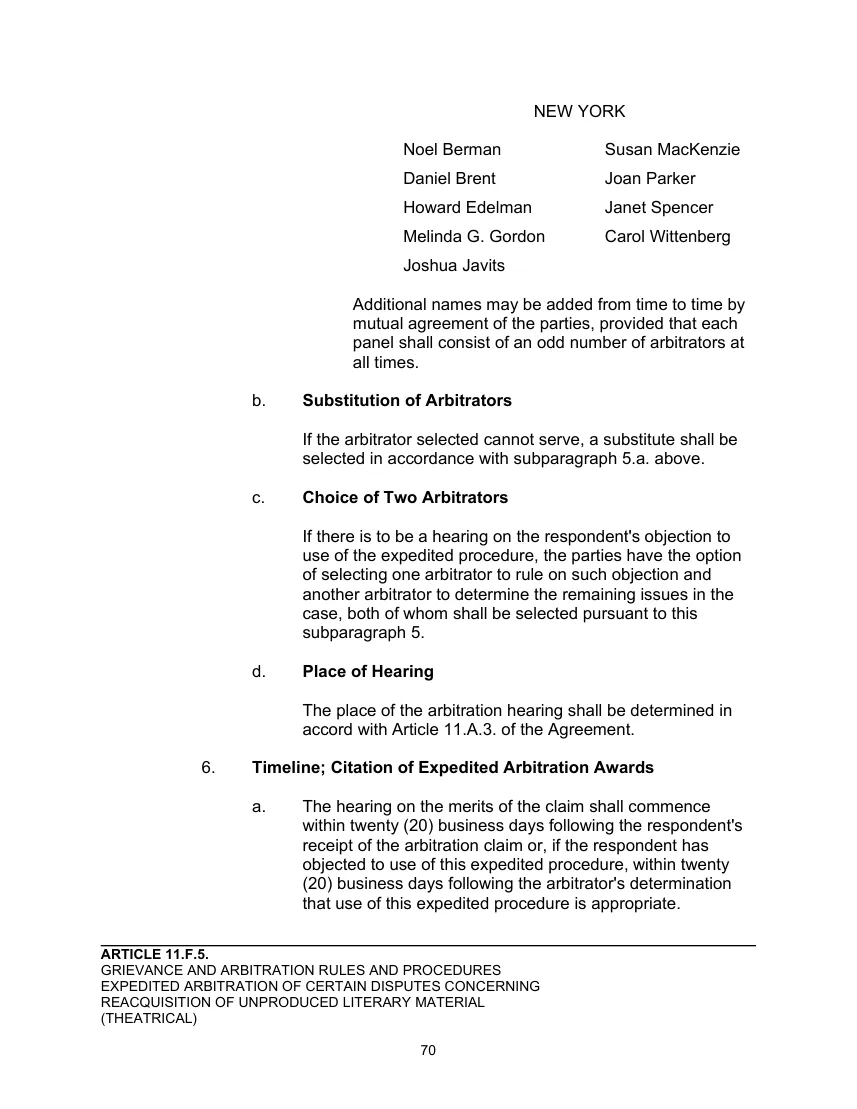 NEW YORK
Noel Berman Susan MacKenzie
Daniel Brent Joan Parker
Howard Edelman Janet Spencer
Melinda G. Gordon Carol Wittenberg
Joshua Javits
Additional names may be added from time to time by
mutual agreement of the parties, provided that each
panel shall consist of an odd number of arbitrators at
all times.
b. Substitution of Arbitrators
If the arbitrator selected cannot serve, a substitute shall be
selected in accordance with subparagraph 5.a. above.
c. Choice of Two Arbitrators
If there is to be a hearing on the respondent's objection to
use of the expedited procedure, the parties have the option
of selecting one arbitrator to rule on such objection and
another arbitrator to determine the remaining issues in the
case, both of whom shall be selected pursuant to this
subparagraph 5.
d. Place of Hearing
The place of the arbitration hearing shall be determined in
accord with Article 11.A.3. of the Agreement.
6. Timeline; Citation of Expedited Arbitration Awards
a. The hearing on the merits of the claim shall commence
within twenty (20) business days following the respondent's
receipt of the arbitration claim or, if the respondent has
objected to use of this expedited procedure, within twenty
(20) business days following the arbitrator's determination
that use of this expedited procedure is appropriate.
ARTICLE 11.F.5.
GRIEVANCE AND ARBITRATION RULES AND PROCEDURES
EXPEDITED ARBITRATION OF CERTAIN DISPUTES CONCERNING
REACQUISITION OF UNPRODUCED LITERARY MATERIAL
(THEATRICAL)
70